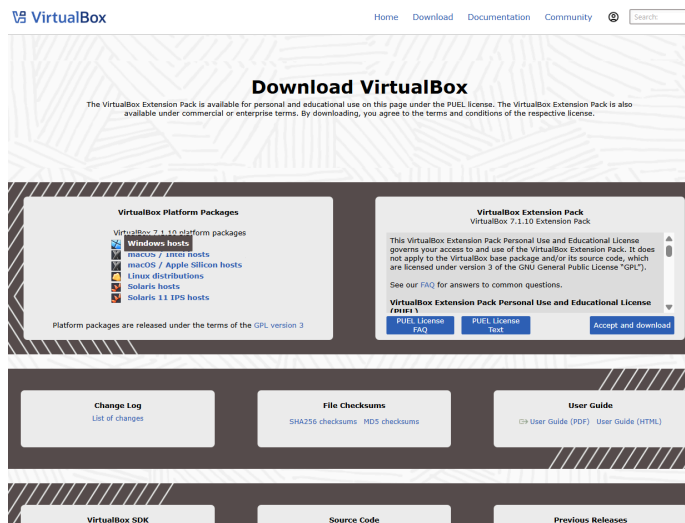 VirtualBox
Home Download Documentation Community Search:
Download VirtualBox
The VirtualBox Extension Pack is available for personal and educational use on this page under the PUEL license. The VirtualBox Extension Pack is also
available under commercial or enterprise terms. By downloading, you agree to the terms and conditions of the respective license.
VirtualBox Platform Packages
VirtualBox 7.1.10 platform packages
Windows hosts
macOS / Intel hosts
macOS / Apple Silicon hosts
Linux distributions
Solaris hosts
Solaris 11 IPS hosts
Platform packages are released under the terms of the GPL version 3
VirtualBox Extension Pack
VirtualBox 7.1.10 Extension Pack
This VirtualBox Extension Pack Personal Use and Educational License
governs your access to and use of the VirtualBox Extension Pack. It does
not apply to the VirtualBox base package and/or its source code, which
are licensed under version 3 of the GNU General Public License "GPL").
See our FAQ for answers to common questions.
VirtualBox Extension Pack Personal Use and Educational License
(PUEL)
PUEL License
FAQ
PUEL License
Text
Accept and download
Change Log
List of changes
File Checksums
SHA256 checksums MD5 checksums
User Guide
User Guide (PDF) User Guide (HTML)
VirtualBox SDK
Source Code
Previous Releases